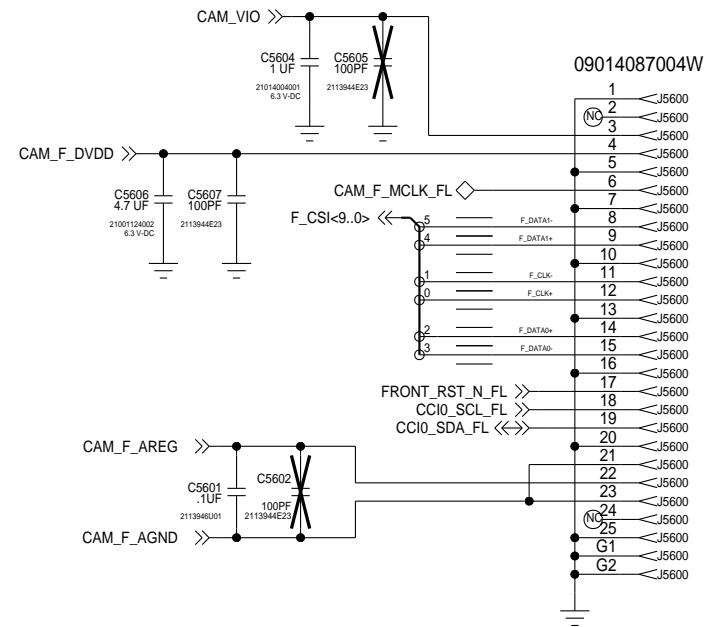 CAM_VIO
C5604
1 UF
21014004001
6.3 V-DC
C5605
100PF
2113944E23
09014087004W
1
J5600
NC
2
J5600
3
J5600
CAM_F_DVDD
4
J5600
5
J5600
C5606
4.7 UF
21001124002
6.3 V-DC
C5607
100PF
2113944E23
CAM_F_MCLK_FL
6
J5600
7
J5600
F_CSI<9..0>
5
F_DATA1-
8
J5600
4
F_DATA1+
9
J5600
10
J5600
1
F_CLK-
11
J5600
0
F_CLK+
12
J5600
13
J5600
2
F_DATA0+
14
J5600
3
F_DATA0-
15
J5600
16
J5600
FRONT_RST_N_FL
17
J5600
CCI0_SCL_FL
18
J5600
CCI0_SDA_FL
19
J5600
20
J5600
CAM_F_AREG
21
J5600
22
J5600
C5601
.1UF
2113946U01
C5602
100PF
2113944E23
23
J5600
NC
24
J5600
CAM_F_AGND
25
J5600
G1
J5600
G2
J5600